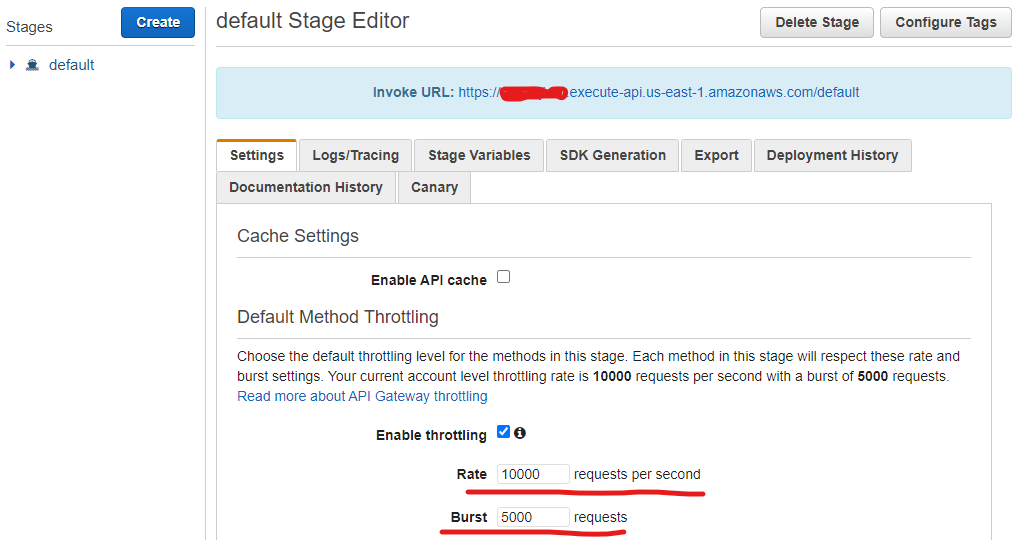 Stages
Create
default
default Stage Editor
Delete Stage
Configure Tags
Invoke URL: https://.execute-api.us-east-1.amazonaws.com/default
Settings
Logs/Tracing
Stage Variables
SDK Generation
Export
Deployment History
Documentation History
Canary
Cache Settings
Enable API cache
Default Method Throttling
Choose the default throttling level for the methods in this stage. Each method in this stage will respect these rate and
burst settings. Your current account level throttling rate is 10000 requests per second with a burst of 5000 requests.
Read more about API Gateway throttling
Enable throttling
Rate 10000 requests per second
Burst 5000 requests